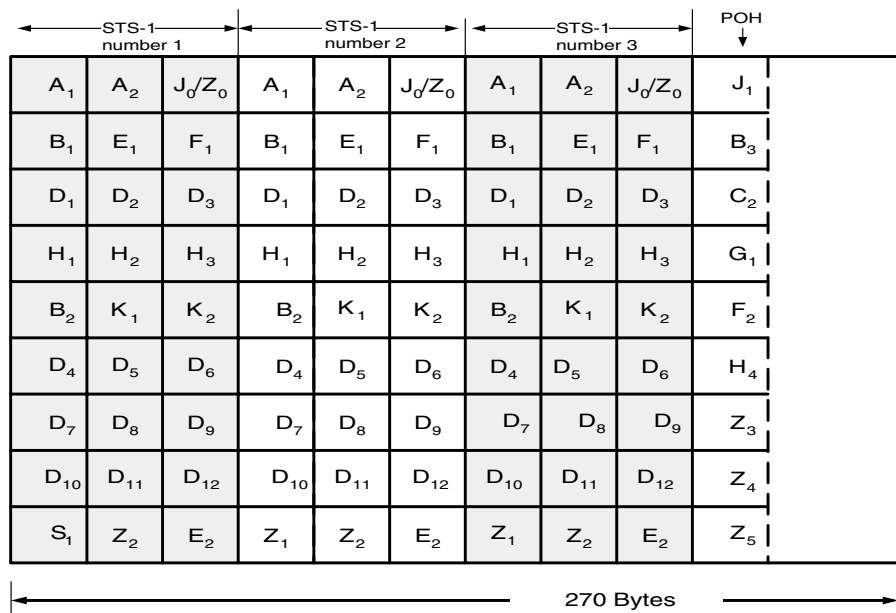 STS-1 number 1 STS-1 number 2 STS-1 number 3 POH
A₁ A₂ J₀/Z₀ A₁ A₂ J₀/Z₀ A₁ A₂ J₀/Z₀ J₁
B₁ E₁ F₁ B₁ E₁ F₁ B₁ E₁ F₁ B₃
D₁ D₂ D₃ D₁ D₂ D₃ D₁ D₂ D₃ C₂
H₁ H₂ H₃ H₁ H₂ H₃ H₁ H₂ H₃ G₁
B₂ K₁ K₂ B₂ K₁ K₂ B₂ K₁ K₂ F₂
D₄ D₅ D₆ D₄ D₅ D₆ D₄ D₅ D₆ H₄
D₇ D₈ D₉ D₇ D₈ D₉ D₇ D₈ D₉ Z₃
D₁₀ D₁₁ D₁₂ D₁₀ D₁₁ D₁₂ D₁₀ D₁₁ D₁₂ Z₄
S₁ Z₂ E₂ Z₁ Z₂ E₂ Z₁ Z₂ E₂ Z₅
270 Bytes